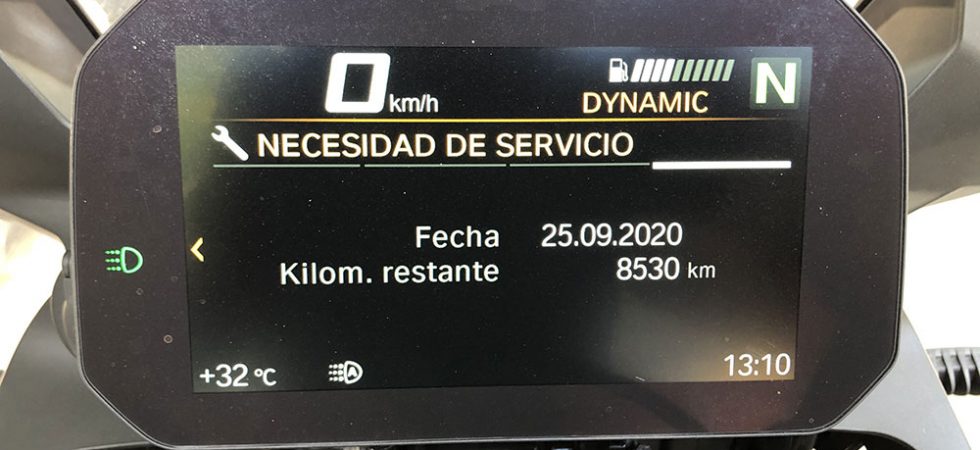 0 km/h
DYNAMIC
N
NECESIDAD DE SERVICIO
Fecha 25.09.2020
Kilom. restante 8530 km
+32 °C
A
13:10